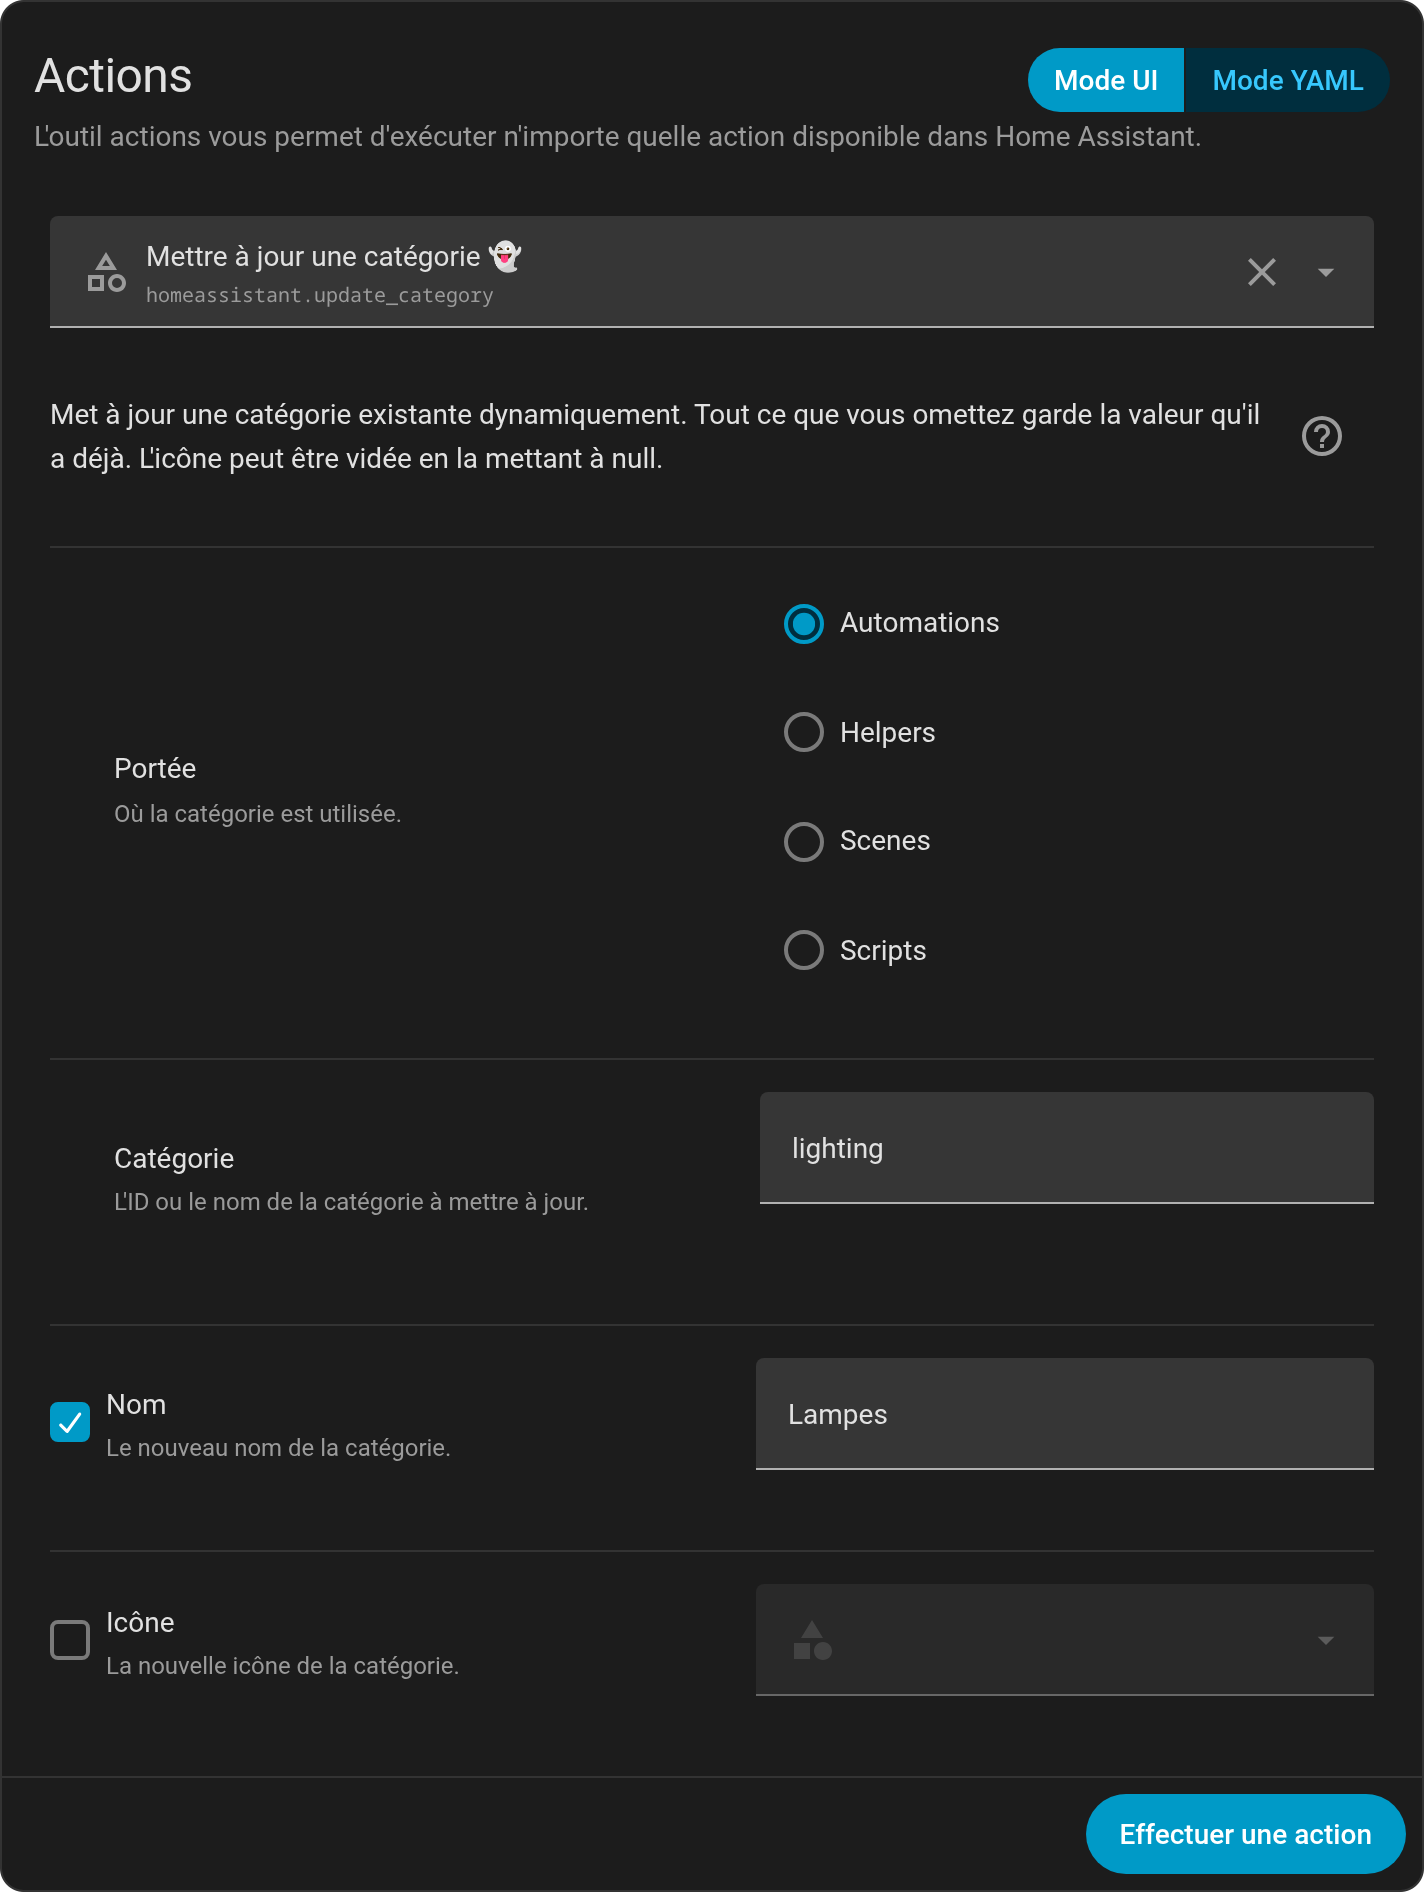 Actions
Mode UI
Mode YAML
L'outil actions vous permet d'exécuter n'importe quelle action disponible dans Home Assistant.
Mettre à jour une catégorie 👻
homeassistant.update_category
Met à jour une catégorie existante dynamiquement. Tout ce que vous omettez garde la valeur qu'il
a déjà. L'icône peut être vidée en la mettant à null.
Portée
Où la catégorie est utilisée.
Automations
Helpers
Scenes
Scripts
Catégorie
L'ID ou le nom de la catégorie à mettre à jour.
lighting
Nom
Le nouveau nom de la catégorie.
Lampes
Icône
La nouvelle icône de la catégorie.
Effectuer une action